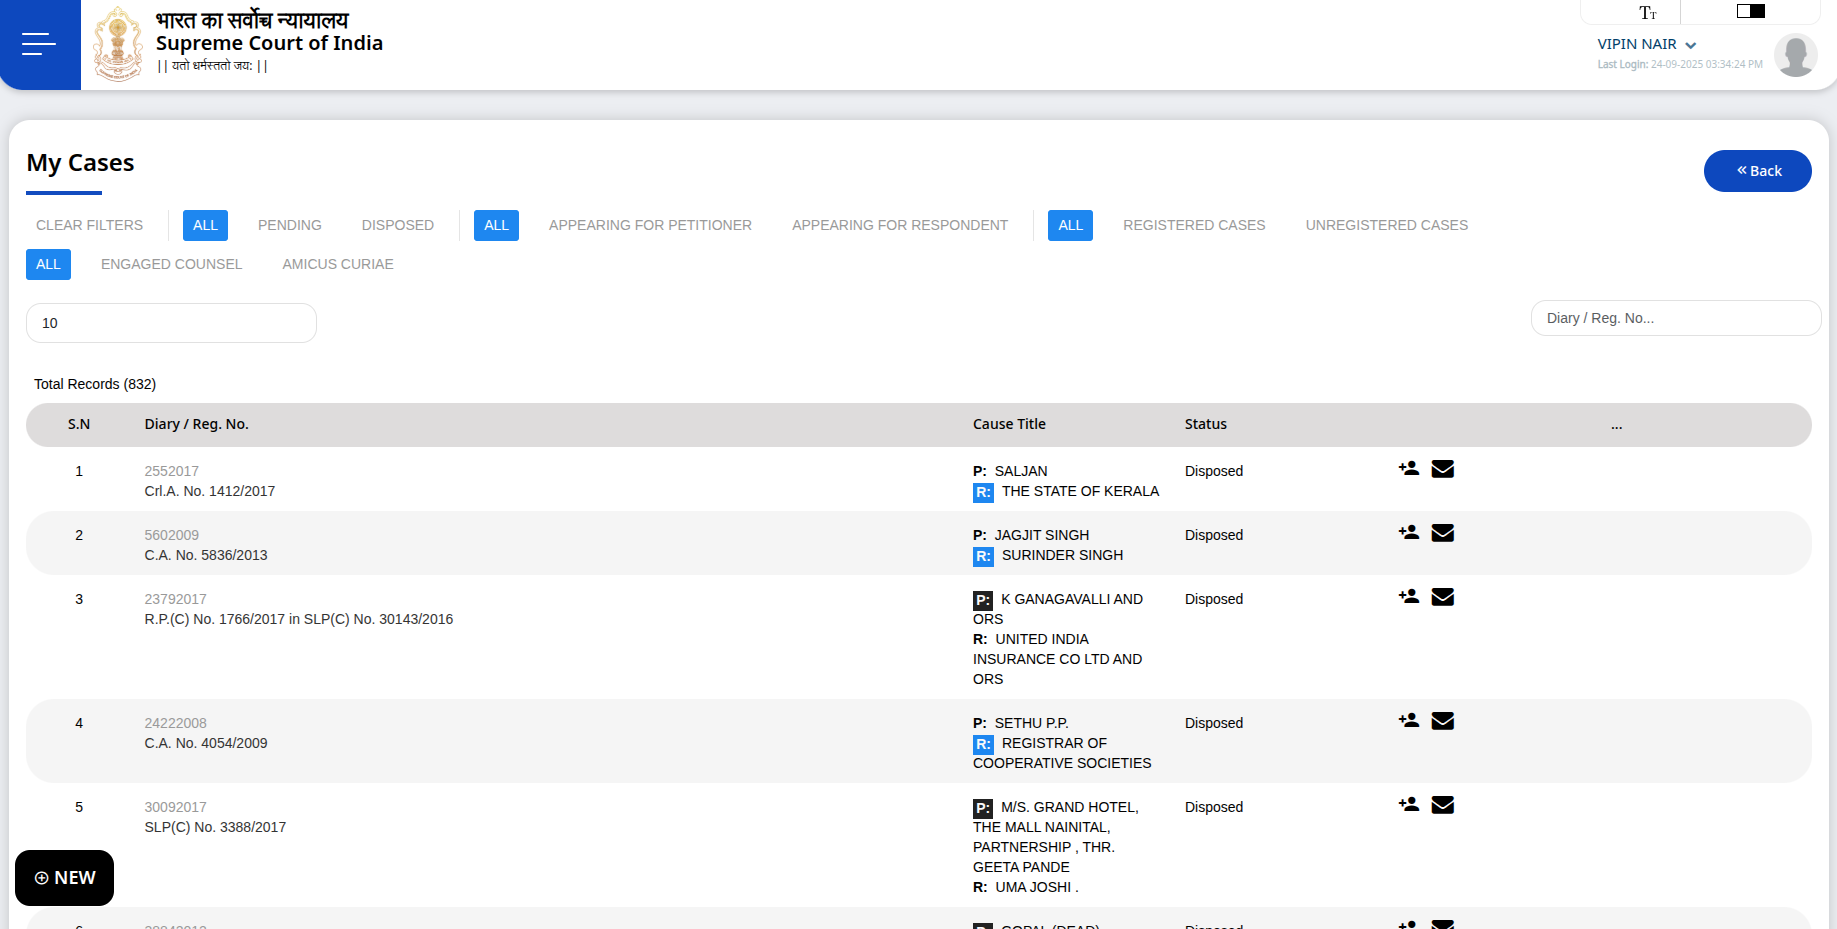 भारत का सर्वोच्च न्यायालय
Supreme Court of India
|| यतो धर्मस्ततो जय: ||
TT
VIPIN NAIR
Last Login: 24-09-2025 03:34:24 PM
My Cases
« Back
CLEAR FILTERS ALL PENDING DISPOSED ALL APPEARING FOR PETITIONER APPEARING FOR RESPONDENT ALL REGISTERED CASES UNREGISTERED CASES
ALL ENGAGED COUNSEL AMICUS CURIAE
10
Diary / Reg. No...
Total Records (832)
S.N Diary / Reg. No. Cause Title Status ...
1 2552017 P: SALJAN Disposed
Crl.A. No. 1412/2017 R: THE STATE OF KERALA
2 5602009 P: JAGJIT SINGH Disposed
C.A. No. 5836/2013 R: SURINDER SINGH
3 23792017 P: K GANAGAVALLI AND Disposed
R.P.(C) No. 1766/2017 in SLP(C) No. 30143/2016 ORS
R: UNITED INDIA
INSURANCE CO LTD AND
ORS
4 24222008 P: SETHU P.P. Disposed
C.A. No. 4054/2009 R: REGISTRAR OF
COOPERATIVE SOCIETIES
5 30092017 P: M/S. GRAND HOTEL, Disposed
SLP(C) No. 3388/2017 THE MALL NAINITAL,
PARTNERSHIP , THR.
GEETA PANDE
R: UMA JOSHI .
NEW